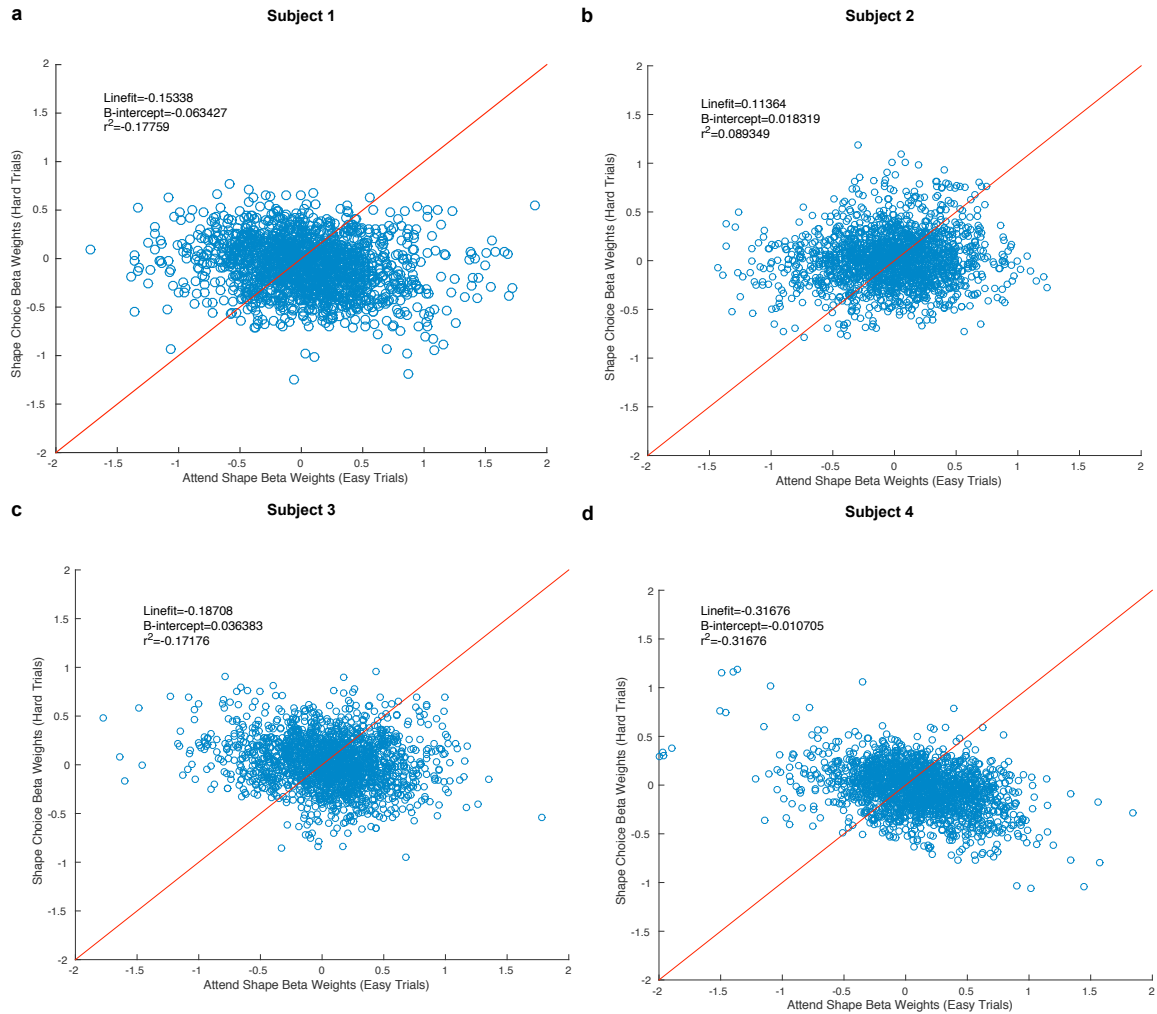 a
Subject 1
Linefit=-0.15338
B-intercept=-0.063427
r²=-0.17759
Shape Choice Beta Weights (Hard Trials)
2
1.5
1
0.5
0
-0.5
-1
-1.5
-2
-2 -1.5 -1 -0.5 0 0.5 1 1.5 2
Attend Shape Beta Weights (Easy Trials)
b
Subject 2
Linefit=0.11364
B-intercept=0.018319
r²=0.089349
Shape Choice Beta Weights (Hard Trials)
2
1.5
1
0.5
0
-0.5
-1
-1.5
-2
-2 -1.5 -1 -0.5 0 0.5 1 1.5 2
Attend Shape Beta Weights (Easy Trials)
c
Subject 3
Linefit=-0.18708
B-intercept=0.036383
r²=-0.17176
Shape Choice Beta Weights (Hard Trials)
2
1.5
1
0.5
0
-0.5
-1
-1.5
-2
-2 -1.5 -1 -0.5 0 0.5 1 1.5 2
Attend Shape Beta Weights (Easy Trials)
d
Subject 4
Linefit=-0.31676
B-intercept=-0.010705
r²=-0.31676
Shape Choice Beta Weights (Hard Trials)
2
1.5
1
0.5
0
-0.5
-1
-1.5
-2
-2 -1.5 -1 -0.5 0 0.5 1 1.5 2
Attend Shape Beta Weights (Easy Trials)